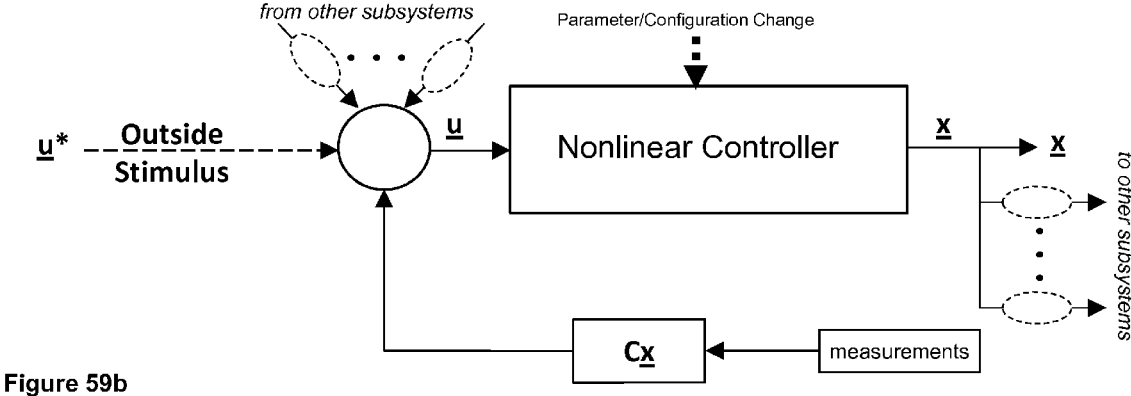 from other subsystems
Parameter/Configuration Change
u*
Outside
Stimulus
u
Nonlinear Controller
x
x
to other subsystems
Cx
measurements
Figure 59b